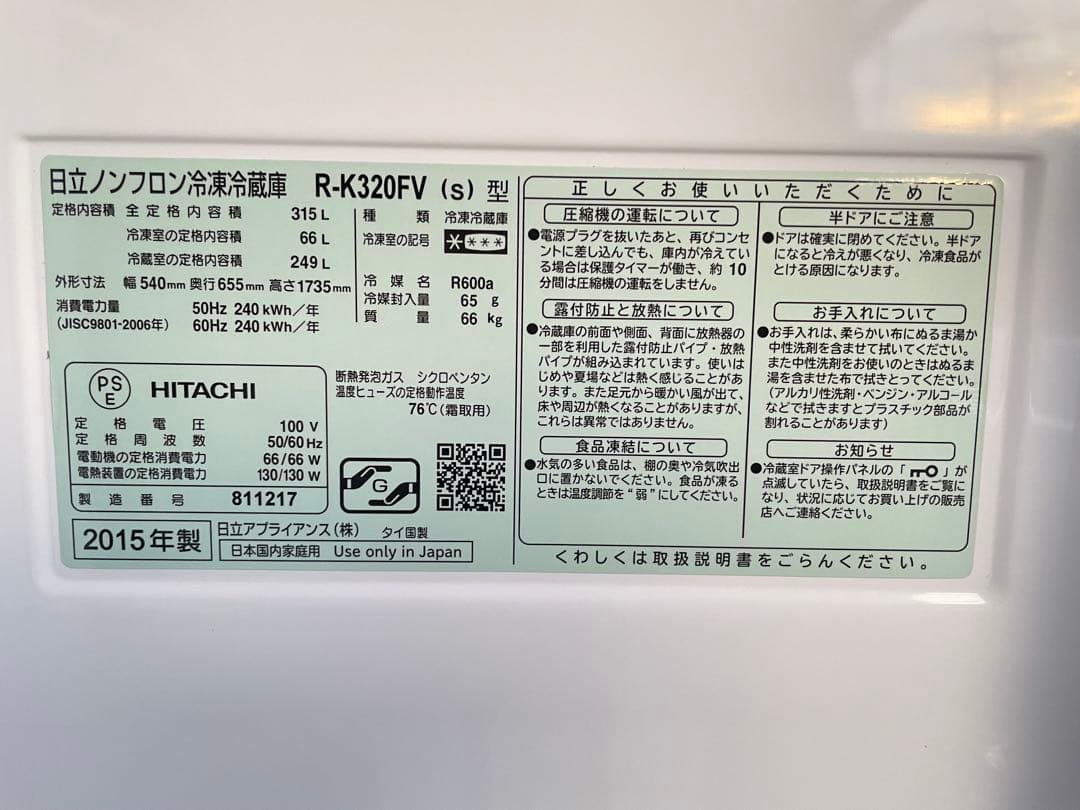 日立ノンフロン冷凍冷蔵庫 R-K320FV (S) 型
定格内容積 全定格内容積 315 L
冷凍室の定格内容積 66 L
冷蔵室の定格内容積 249 L
外形寸法 幅540mm 奥行655mm 高さ1735mm
消費電力量 50Hz 240 kWh/年
(JISC9801-2006年) 60Hz 240 kWh/年
種類 冷凍冷蔵庫
冷凍室の記号 ****
冷媒名 R600a
冷媒封入量 65 g
質量 66 kg
PSE HITACHI
定格電圧 100 V
定格周波数 50/60 Hz
電動機の定格消費電力 66/66 W
電熱装置の定格消費電力 130/130 W
製造番号 811217
断熱発泡ガス シクロペンタン
温度ヒューズの定格動作温度
76℃(霜取用)
G
2015年製
日立アプライアンス(株) タイ国製
日本国内家庭用 Use only in Japan
正しくお使いいただくために
圧縮機の運転について
●電源プラグを抜いたあと、再びコンセ
ントに差し込んでも、庫内が冷えてい
る場合は保護タイマーが働き、約10
分間は圧縮機の運転をしません。
露付防止と放熱について
●冷蔵庫の前面や側面、背面に放熱器の
一部を利用した露付防止パイプ・放熱
パイプが組み込まれています。使いは
じめや夏場などは熱く感じることがあ
ります。また足元から暖かい風が出て、
床や周辺が熱くなることがありますが、
これらは異常ではありません。
食品凍結について
●水気の多い食品は、棚の奥や冷気吹出
口に置かないでください。食品が凍る
ときは温度調節を“弱”にしてください。
半ドアにご注意
●ドアは確実に閉めてください。半ドア
になると冷えが悪くなり、冷凍食品が
とける原因になります。
お手入れについて
●お手入れは、柔らかい布にぬるま湯か
中性洗剤を含ませて拭いてください。
また中性洗剤をお使いのときはぬるま
湯を含ませた布で拭きとってください。
(アルカリ性洗剤・ベンジン・アルコール
などで拭きますとプラスチック部品が
割れることがあります)
お知らせ
●冷蔵室ドア操作パネルの「 」が
点滅していたら、取扱説明書をご覧に
なり、状況に応じてお買い上げの販売
店へご連絡ください。
くわしくは取扱説明書をごらんください。